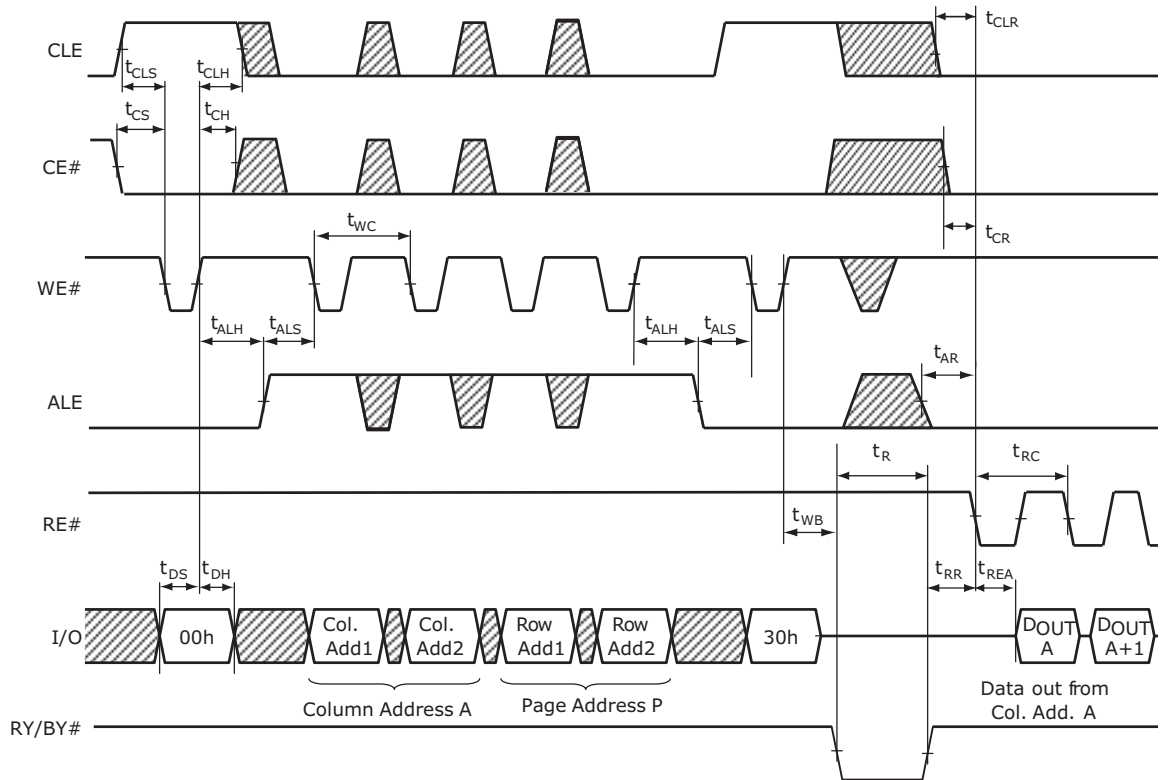 CLE
tCLR
tCLS
tCLH
tCS
tCH
CE#
tWC
tCR
WE#
tALH
tALS
tALH
tALS
tAR
ALE
tR
tRC
RE#
tWB
tDS
tDH
tRR
tREA
I/O
00h
Col.
Add1
Col.
Add2
Row
Add1
Row
Add2
30h
DOUT
A
DOUT
A+1
Column Address A
Page Address P
Data out from
Col. Add. A
RY/BY#